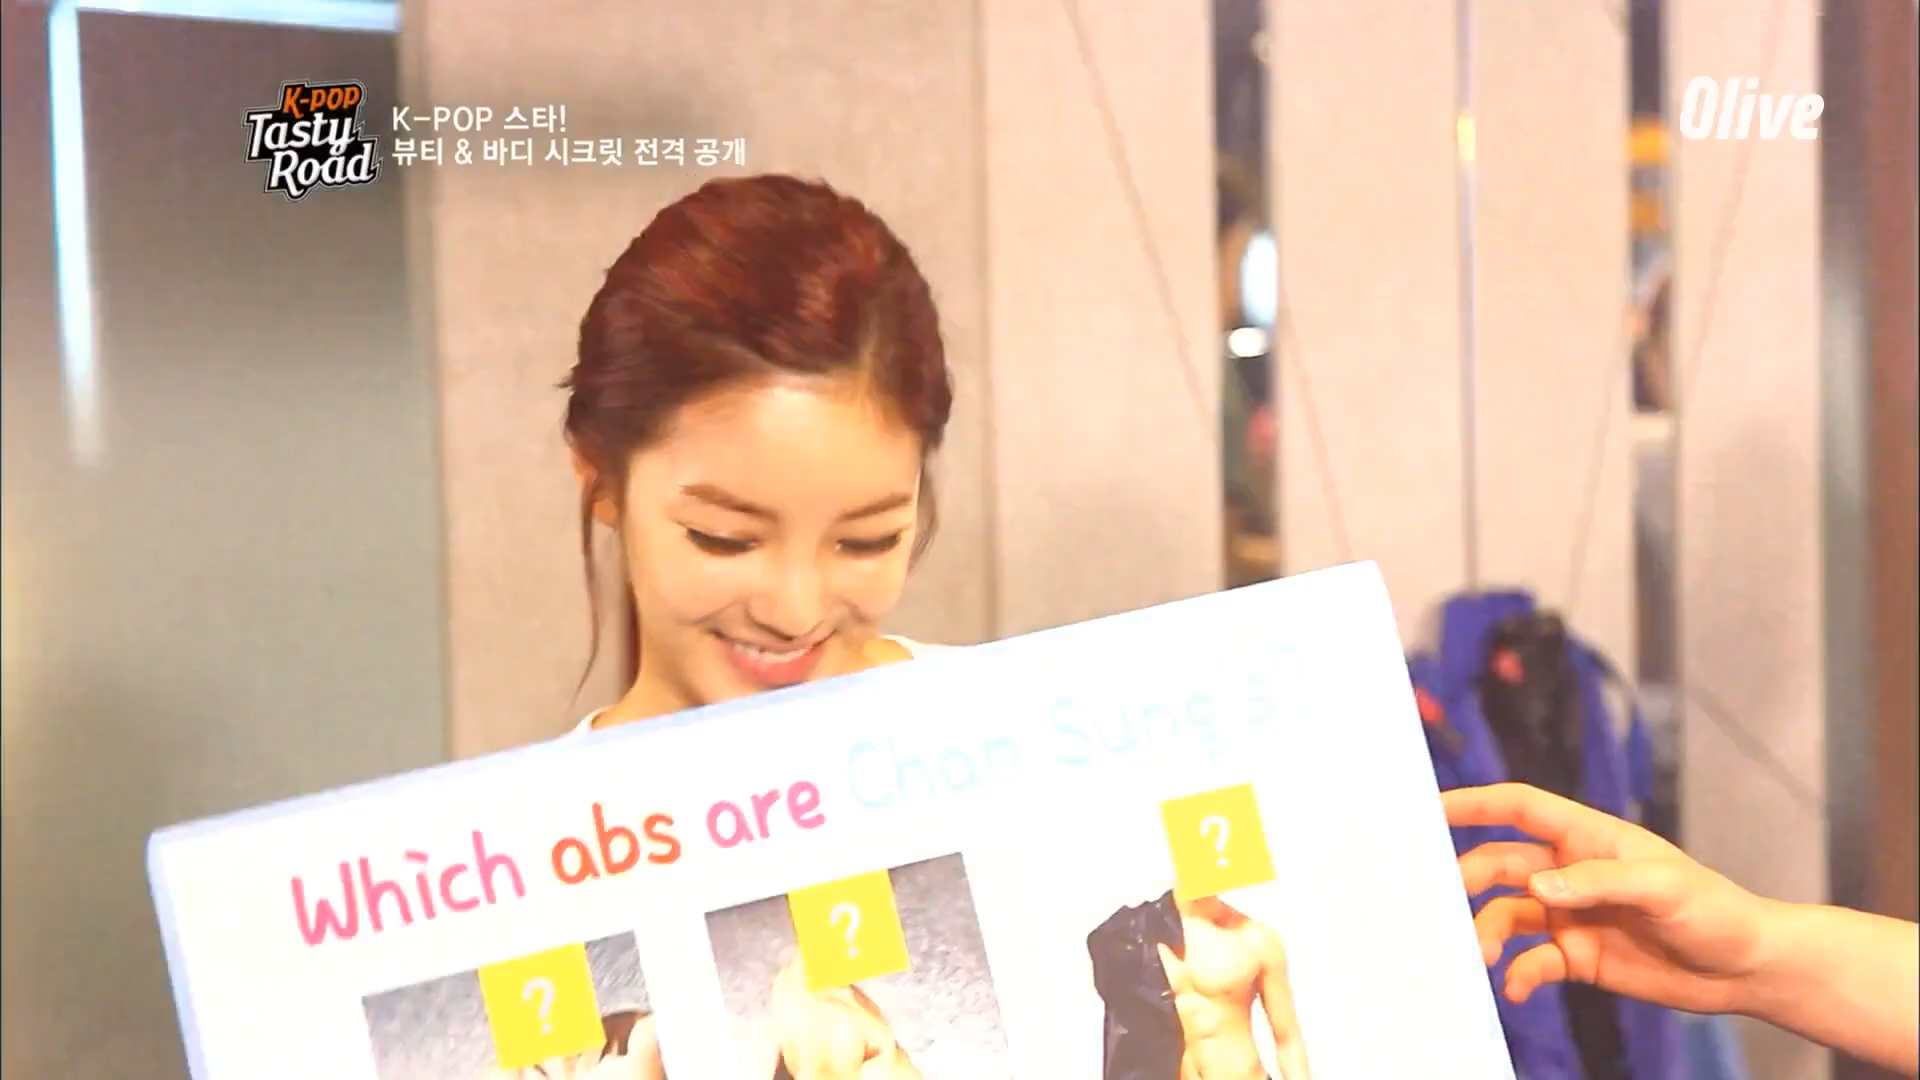 K-POP
Tasty
Road
K-POP 스타!
뷰티 & 바디 시크릿 전격 공개
Olive
Which abs are Chan Sung's?
?
?
?